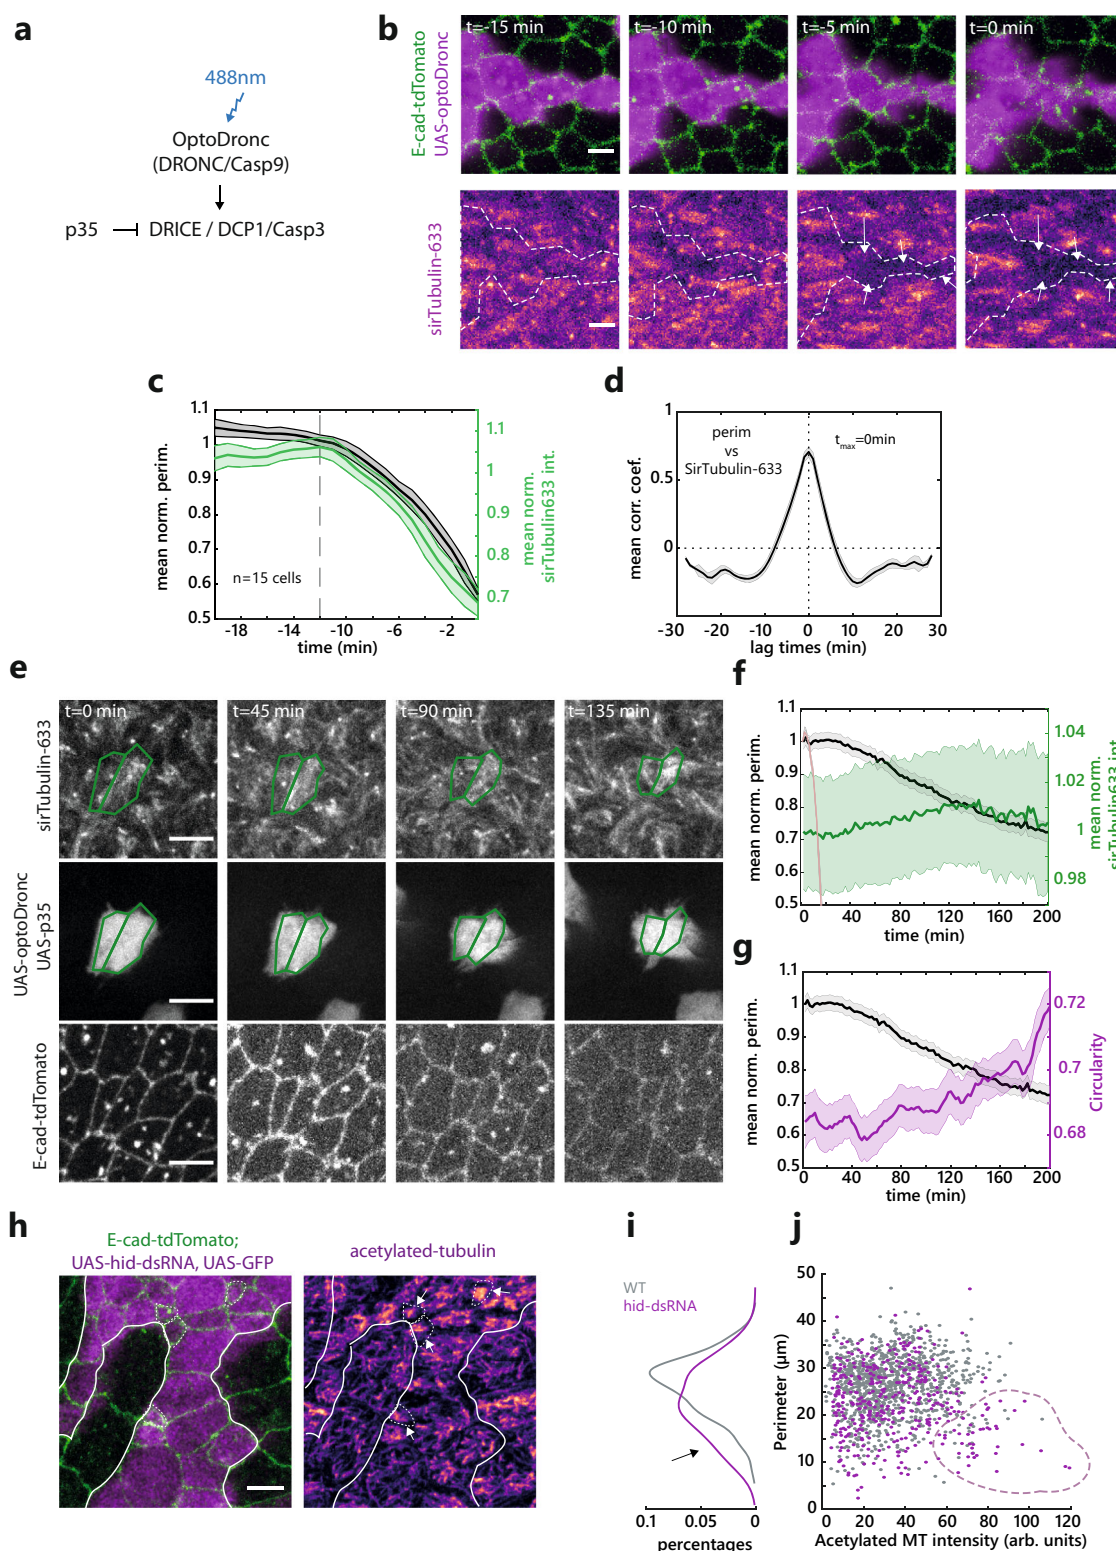 a
488nm
OptoDronc
(DRONC/Casp9)
p35
DRICE / DCP1/Casp3
b
E-cad-tdTomato
UAS-optoDronc
t=-15 min
t=-10 min
t=-5 min
t=0 min
sirTubulin-633
c
mean norm. perim.
1.1
1
0.9
0.8
0.7
0.6
0.5
n=15 cells
-18
-14
-10
-6
-2
time (min)
1.1
1
0.9
0.8
0.7
mean norm.
sirTubulin633 int.
d
mean corr. coef.
1
0.5
0
perim
vs
SirTubulin-633
tmax=0min
-30
-20
-10
0
10
20
30
lag times (min)
e
sirTubulin-633
t=0 min
t=45 min
t=90 min
t=135 min
UAS-optoDronc
UAS-p35
E-cad-tdTomato
f
mean norm. perim.
1.1
1
0.9
0.8
0.7
0.6
0.5
0
40
80
120
160
200
time (min)
1.04
1.02
1
0.98
mean norm.
sirTubulin633 int
g
mean norm. perim.
1.1
1
0.9
0.8
0.7
0.6
0.5
0
40
80
120
160
200
time (min)
0.72
0.7
0.68
Circularity
h
E-cad-tdTomato;
UAS-hid-dsRNA, UAS-GFP
acetylated-tubulin
i
WT
hid-dsRNA
0.1
0.05
0
percentages
j
Perimeter (μm)
50
40
30
20
10
0
0
20
40
60
80
100
120
Acetylated MT intensity (arb. units)